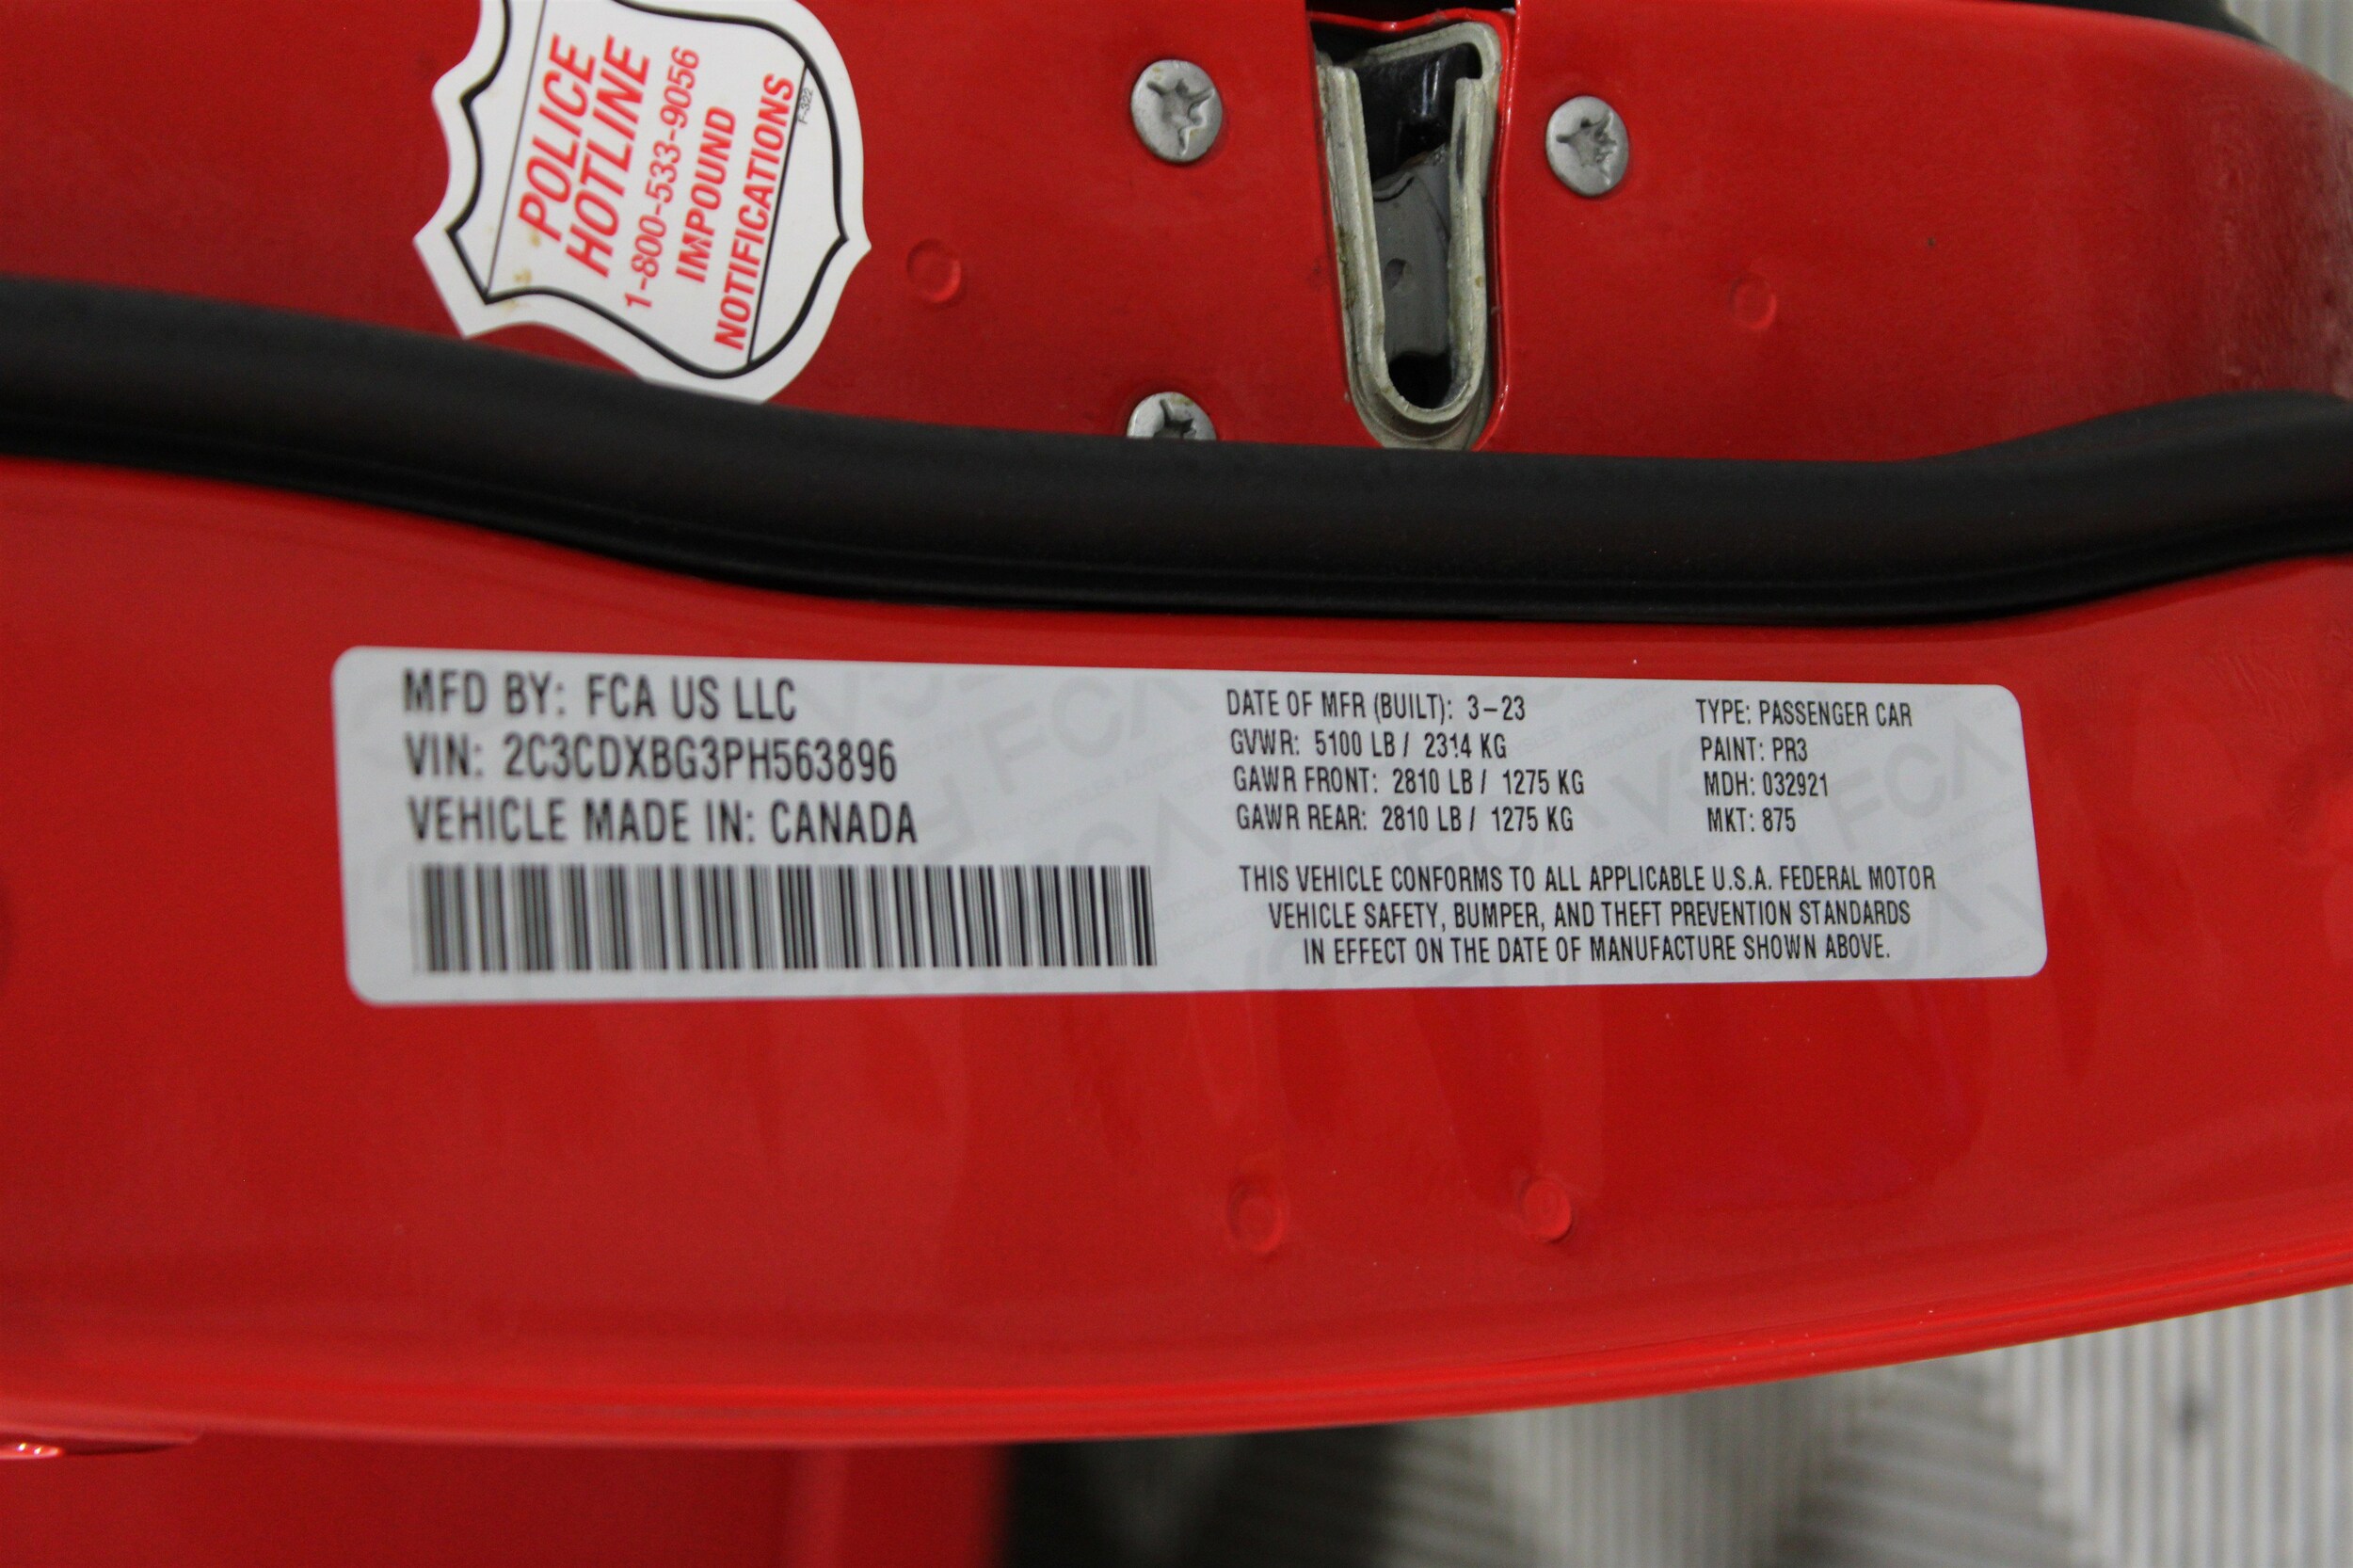 POLICE
HOTLINE
1-800-533-9056
IMPOUND
NOTIFICATIONS
F-322
MFD BY: FCA US LLC
VIN: 2C3CDXBG3PH563896
VEHICLE MADE IN: CANADA
DATE OF MFR (BUILT): 3-23
GVWR: 5100 LB / 2314 KG
GAWR FRONT: 2810 LB / 1275 KG
GAWR REAR: 2810 LB / 1275 KG
TYPE: PASSENGER CAR
PAINT: PR3
MDH: 032921
MKT: 875
THIS VEHICLE CONFORMS TO ALL APPLICABLE U.S.A. FEDERAL MOTOR
VEHICLE SAFETY, BUMPER, AND THEFT PREVENTION STANDARDS
IN EFFECT ON THE DATE OF MANUFACTURE SHOWN ABOVE.